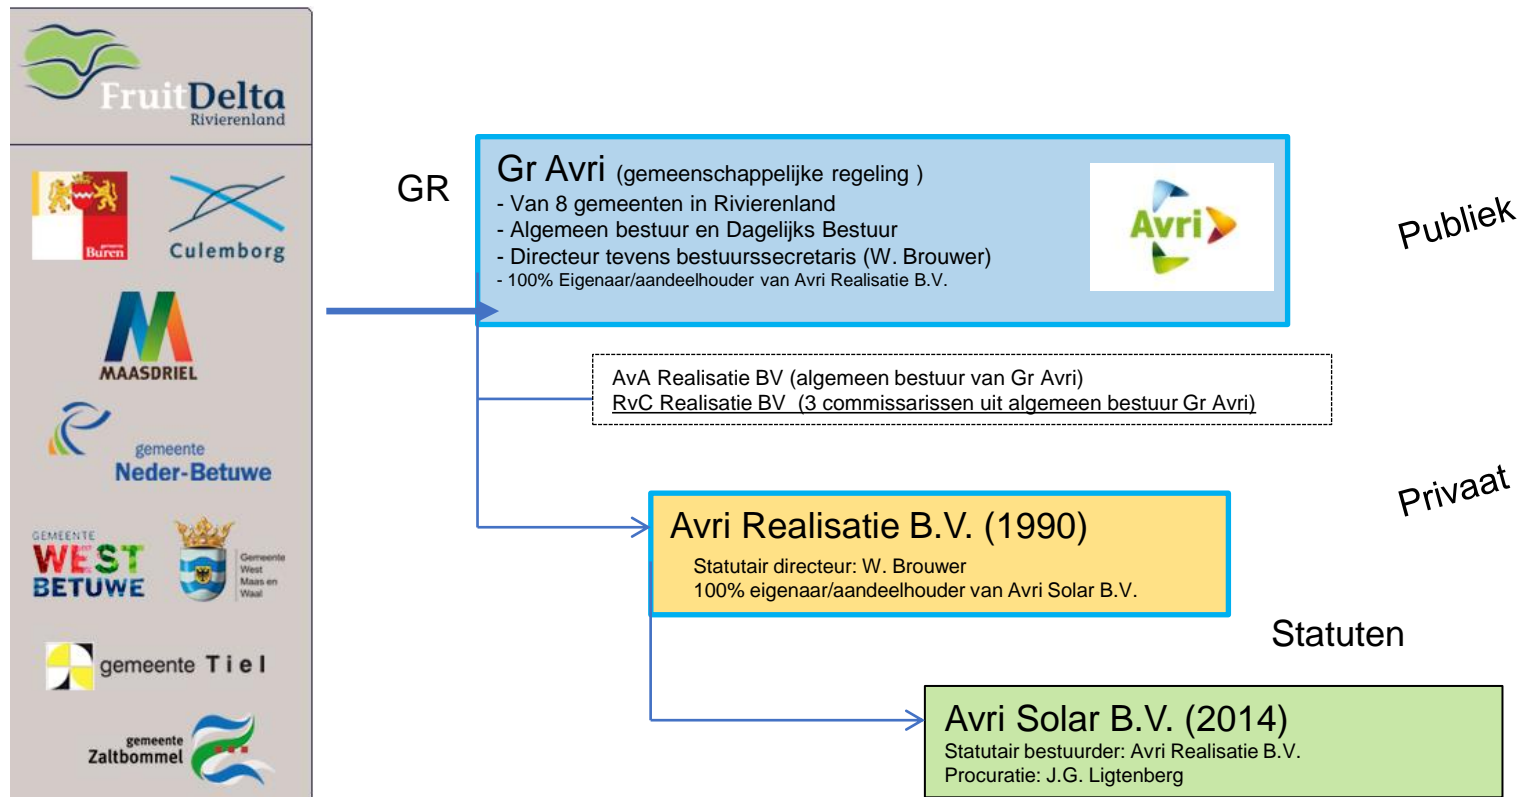 FruitDelta
Rivierenland
gemeente
Buren
Culemborg
MAASDRIEL
gemeente
Neder-Betuwe
GEMEENTE
WEST
BETUWE
Gemeente
West
Maas en
Waal
gemeente Tiel
gemeente
Zaltbommel
GR
Gr Avri (gemeenschappelijke regeling )
- Van 8 gemeenten in Rivierenland
- Algemeen bestuur en Dagelijks Bestuur
- Directeur tevens bestuurssecretaris (W. Brouwer)
- 100% Eigenaar/aandeelhouder van Avri Realisatie B.V.
Avri
Publiek
AvA Realisatie BV (algemeen bestuur van Gr Avri)
RvC Realisatie BV (3 commissarissen uit algemeen bestuur Gr Avri)
Privaat
Avri Realisatie B.V. (1990)
Statutair directeur: W. Brouwer
100% eigenaar/aandeelhouder van Avri Solar B.V.
Statuten
Avri Solar B.V. (2014)
Statutair bestuurder: Avri Realisatie B.V.
Procuratie: J.G. Ligtenberg